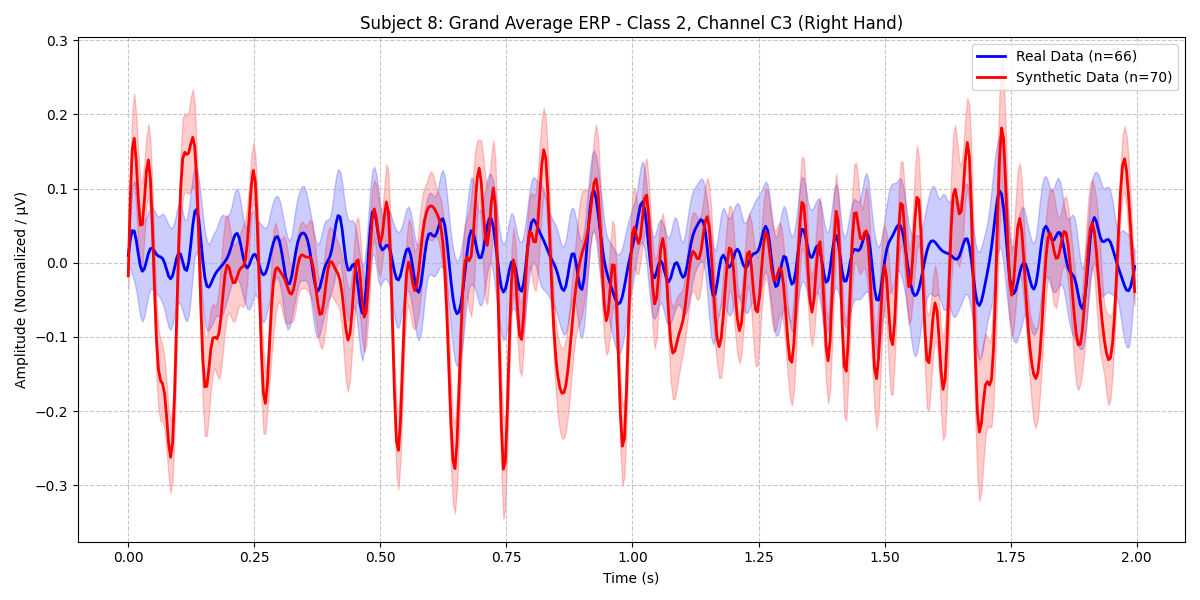 Subject 8: Grand Average ERP - Class 2, Channel C3 (Right Hand)
Real Data (n=66)
Synthetic Data (n=70)
Amplitude (Normalized / μV)
0.3
0.2
0.1
0.0
−0.1
−0.2
−0.3
0.00 0.25 0.50 0.75 1.00 1.25 1.50 1.75 2.00
Time (s)